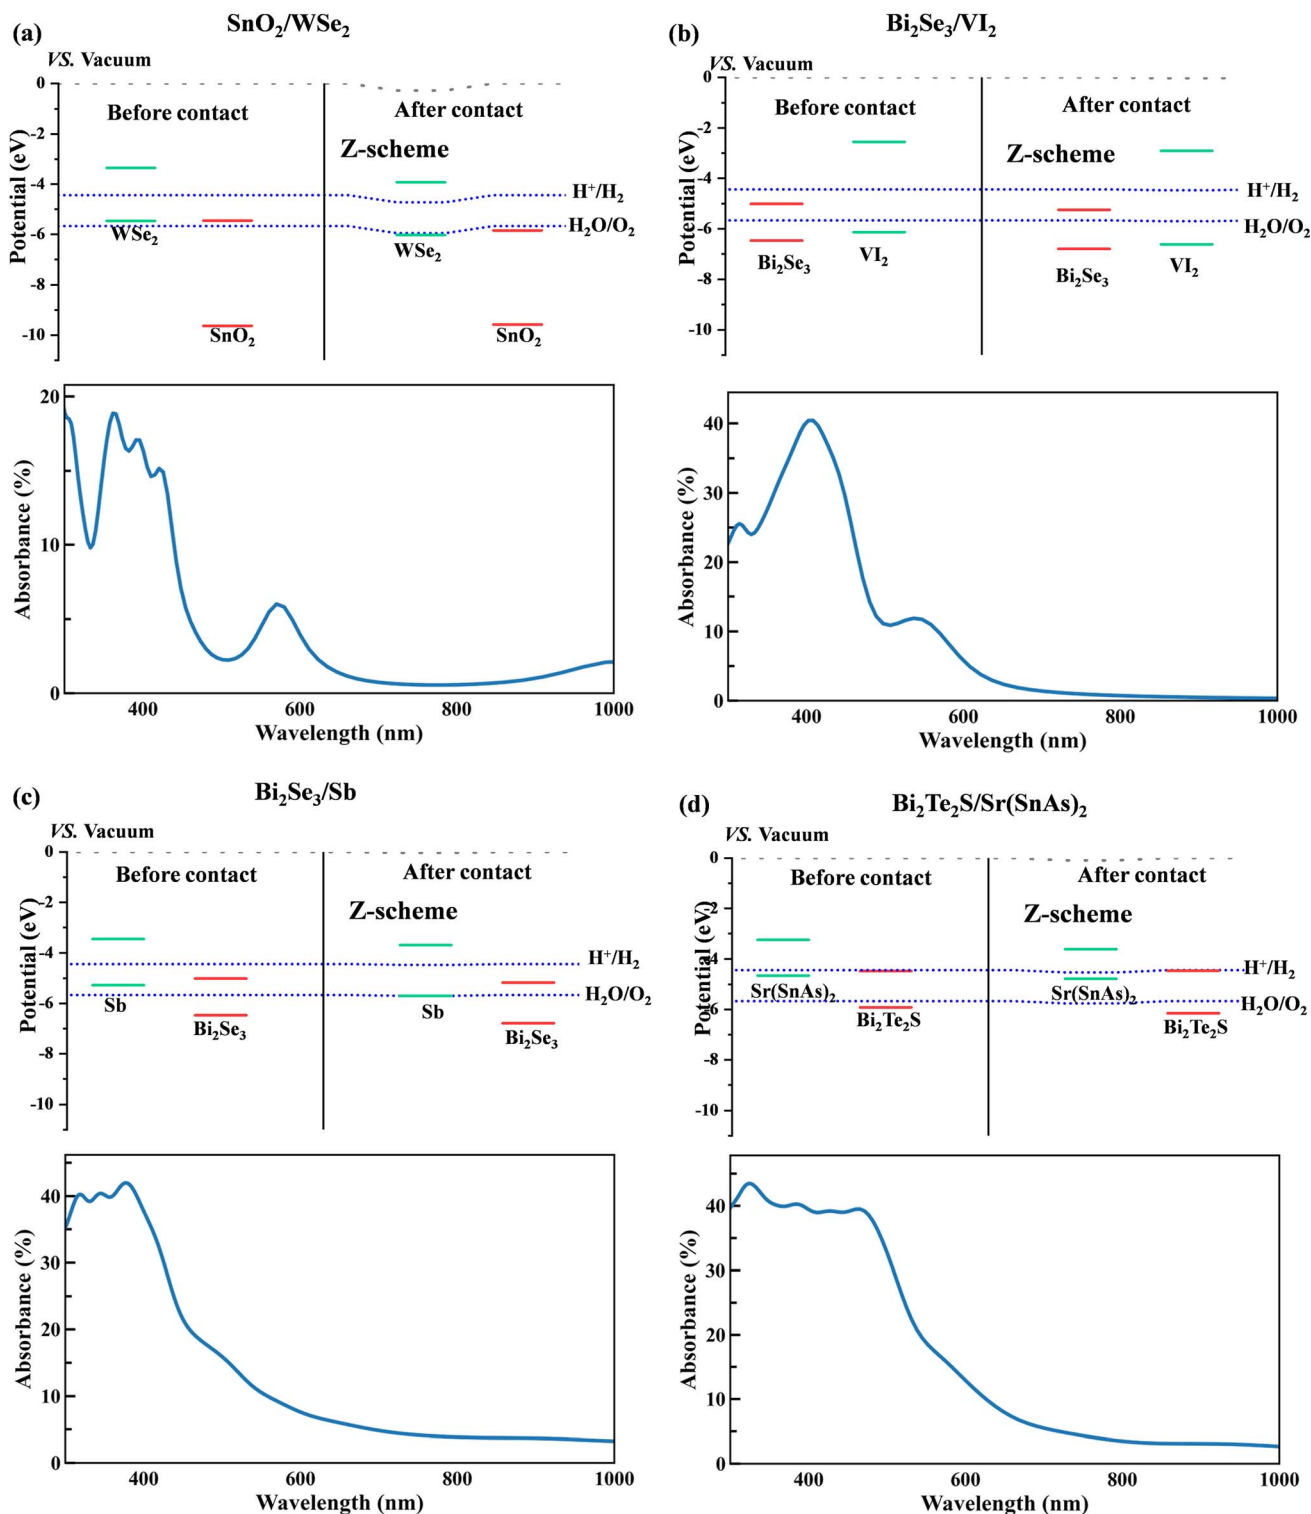 (a)
SnO₂/WSe₂
VS. Vacuum
Before contact
After contact
Z-scheme
Potential (eV)
0
-2
-4
-6
-8
-10
H⁺/H₂
H₂O/O₂
WSe₂
WSe₂
SnO₂
SnO₂
Absorbance (%)
20
10
0
400
600
800
1000
Wavelength (nm)
(b)
Bi₂Se₃/VI₂
VS. Vacuum
Before contact
After contact
Z-scheme
Potential (eV)
0
-2
-4
-6
-8
-10
H⁺/H₂
H₂O/O₂
Bi₂Se₃
VI₂
Bi₂Se₃
VI₂
Absorbance (%)
40
30
20
10
0
400
600
800
1000
Wavelength (nm)
(c)
Bi₂Se₃/Sb
VS. Vacuum
Before contact
After contact
Z-scheme
Potential (eV)
0
-2
-4
-6
-8
-10
H⁺/H₂
H₂O/O₂
Sb
Bi₂Se₃
Sb
Bi₂Se₃
Absorbance (%)
40
30
20
10
0
400
600
800
1000
Wavelength (nm)
(d)
Bi₂Te₂S/Sr(SnAs)₂
VS. Vacuum
Before contact
After contact
Z-scheme
Potential (eV)
0
-2
-4
-6
-8
-10
H⁺/H₂
H₂O/O₂
Sr(SnAs)₂
Bi₂Te₂S
Sr(SnAs)₂
Bi₂Te₂S
Absorbance (%)
40
30
20
10
0
400
600
800
1000
Wavelength (nm)